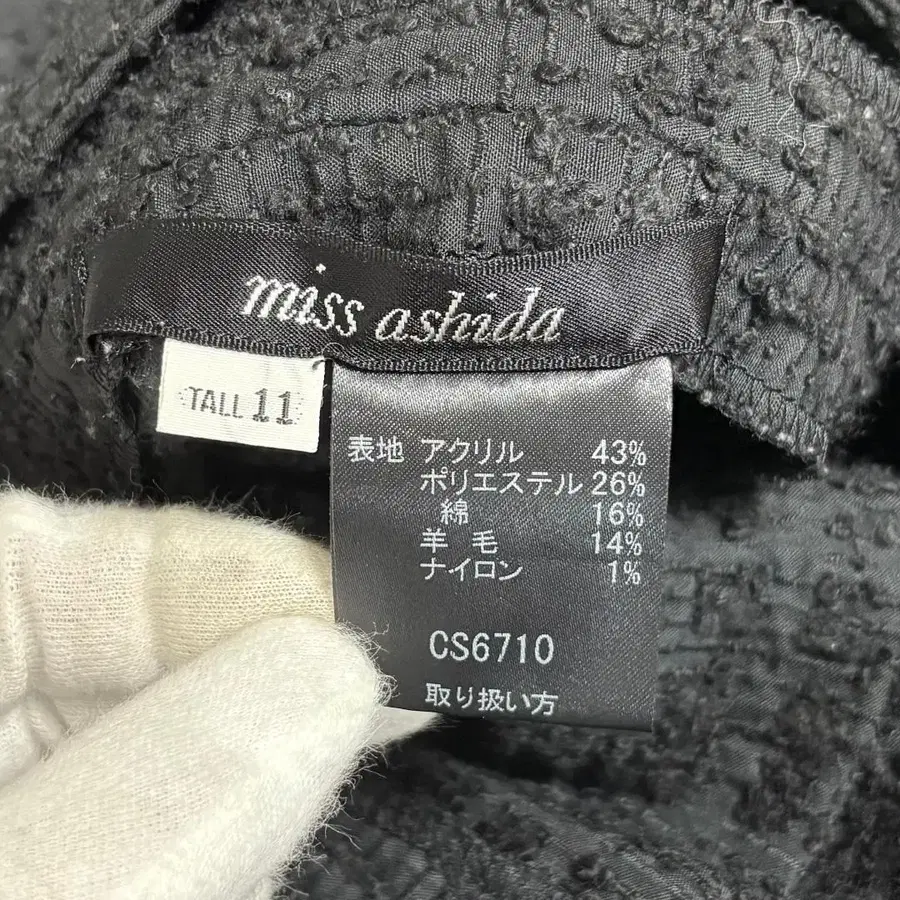 miss ashida
TALL 11
表地 アクリル 43%
ポリエステル 26%
綿 16%
羊毛 14%
ナイロン 1%
CS6710
取り扱い方